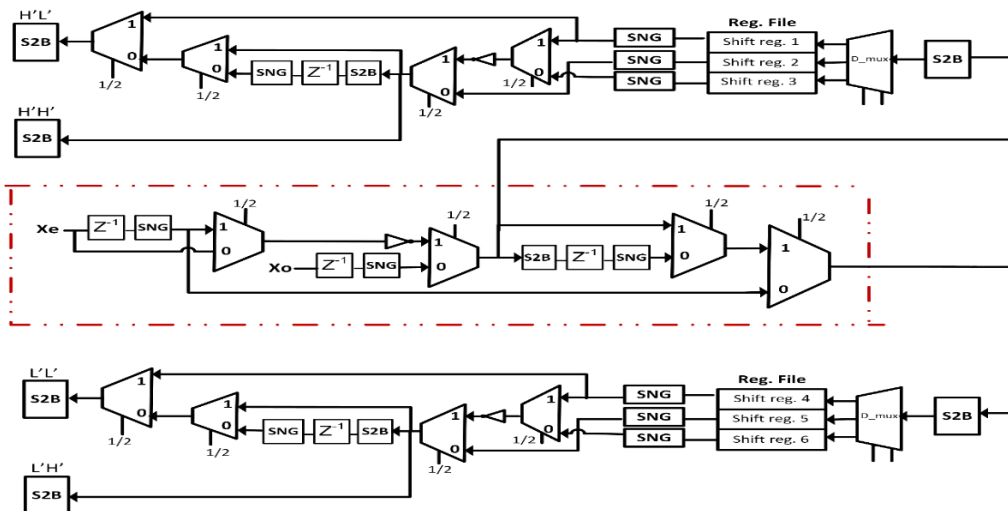 H'L'
S2B
1
0
1/2
1
0
1/2
SNG
Z⁻¹
S2B
1
0
1/2
1
0
1/2
SNG
SNG
SNG
Reg. File
Shift reg. 1
Shift reg. 2
Shift reg. 3
D_mux
S2B
H'H'
S2B
Xe
Z⁻¹
SNG
1
0
1/2
Xo
Z⁻¹
SNG
1
0
1/2
S2B
Z⁻¹
SNG
1
0
1/2
1
0
1/2
L'L'
S2B
1
0
1/2
1
0
1/2
SNG
Z⁻¹
S2B
1
0
1/2
1
0
1/2
SNG
SNG
SNG
Reg. File
Shift reg. 4
Shift reg. 5
Shift reg. 6
D_mux
S2B
L'H'
S2B